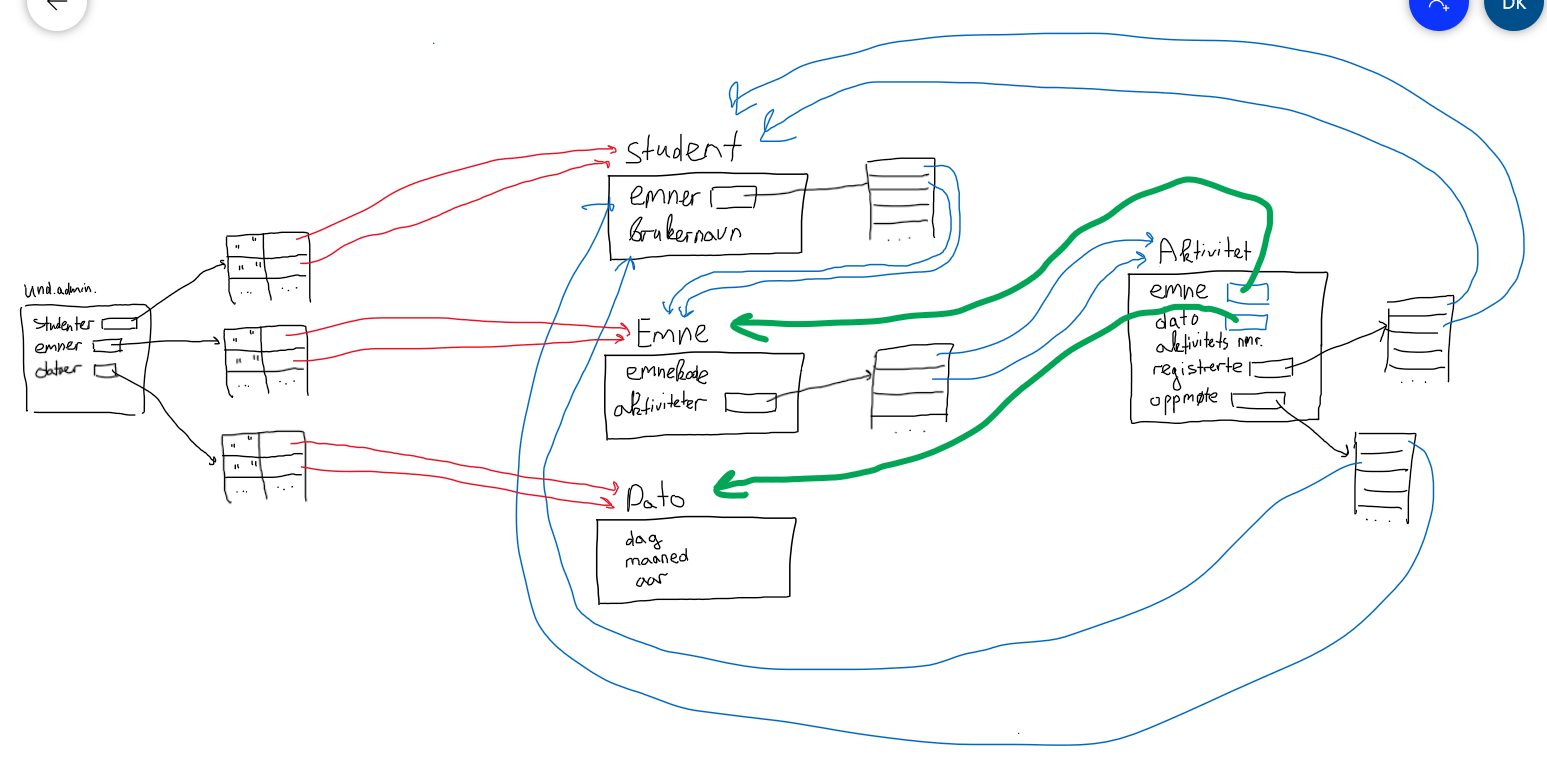 DK
Und.admin.
studenter
emner
datoer
" "
" "
...
...
" "
" "
...
...
" "
" "
...
...
student
emner
brukernavn
...
Emne
emnekode
aktiviteter
...
Dato
dag
maaned
aar
Aktivitet
emne
dato
aktivitets nmr.
registrerte
oppmøte
...
...